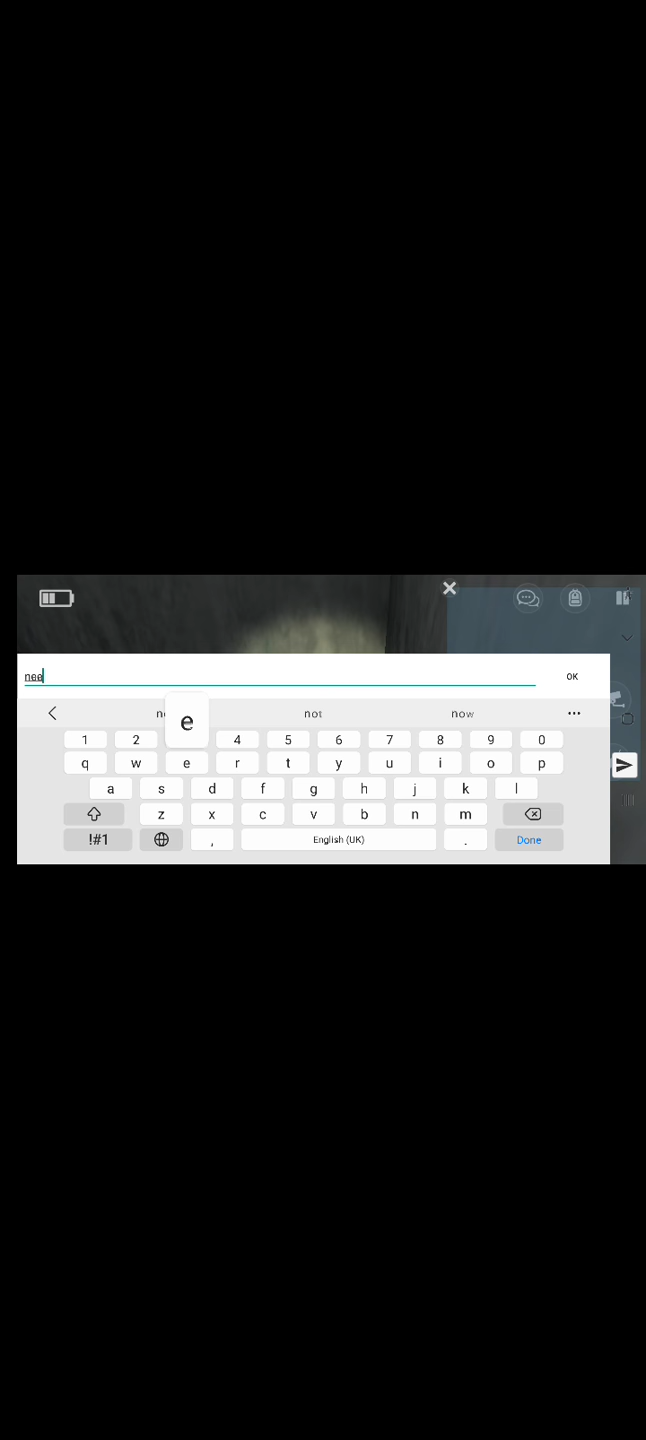 nee
OK
not
now
e
1 2 4 5 6 7 8 9 0
q w e r t y u i o p
a s d f g h j k l
z x c v b n m
!#1 , English (UK) . Done